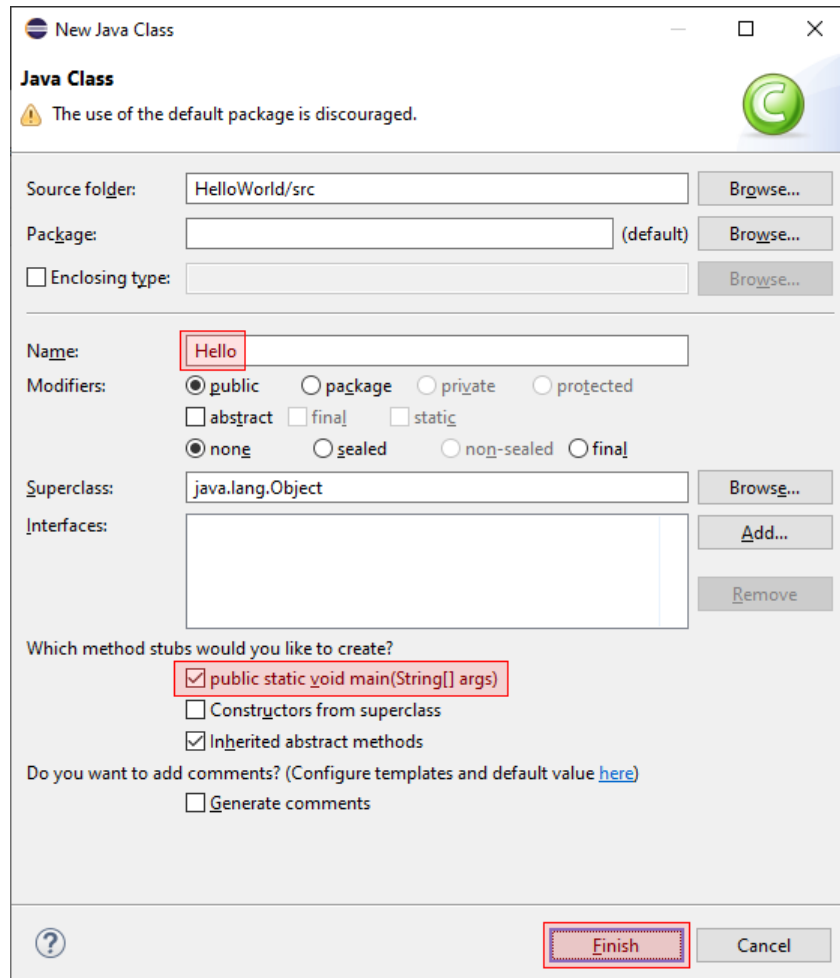 New Java Class
Java Class
The use of the default package is discouraged.
C
Source folder: HelloWorld/src Browse...
Package: (default) Browse...
Enclosing type: Browse...
Name: Hello
Modifiers: public package private protected
abstract final static
none sealed non-sealed final
Superclass: java.lang.Object Browse...
Interfaces: Add...
Remove
Which method stubs would you like to create?
public static void main(String[] args)
Constructors from superclass
Inherited abstract methods
Do you want to add comments? (Configure templates and default value here)
Generate comments
? Finish Cancel